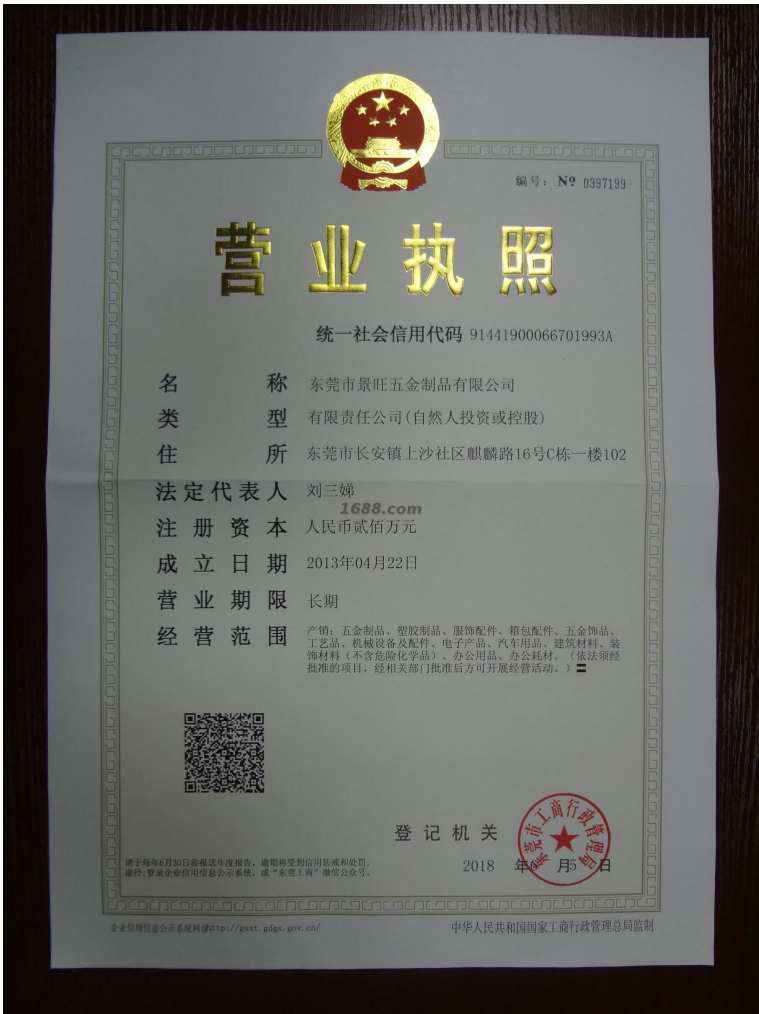 编号： № 0397199
营业执照
统一社会信用代码 91441900066701993A
名称 东莞市景旺五金制品有限公司
类型 有限责任公司(自然人投资或控股)
住所 东莞市长安镇上沙社区麒麟路16号C栋一楼102
法定代表人 刘三娣
1688.com
注册资本 人民币贰佰万元
成立日期 2013年04月22日
营业期限 长期
经营范围 产销：五金制品、塑胶制品、服饰配件、箱包配件、五金饰品、
工艺品、机械设备及配件、电子产品、汽车用品、建筑材料、装
饰材料（不含危险化学品）、办公用品、办公耗材。（依法须经
批准的项目，经相关部门批准后方可开展经营活动。）〓
登记机关
东莞市工商行政管理局
2018 年 月 5 日
请于每年6月30日前报送年度报告，逾期将受到信用惩戒和处罚。
途径:登录企业信用信息公示系统，或“东莞工商”微信公众号。
企业信用信息公示系统网址http://gsxt.gdgs.gov.cn/
中华人民共和国国家工商行政管理总局监制